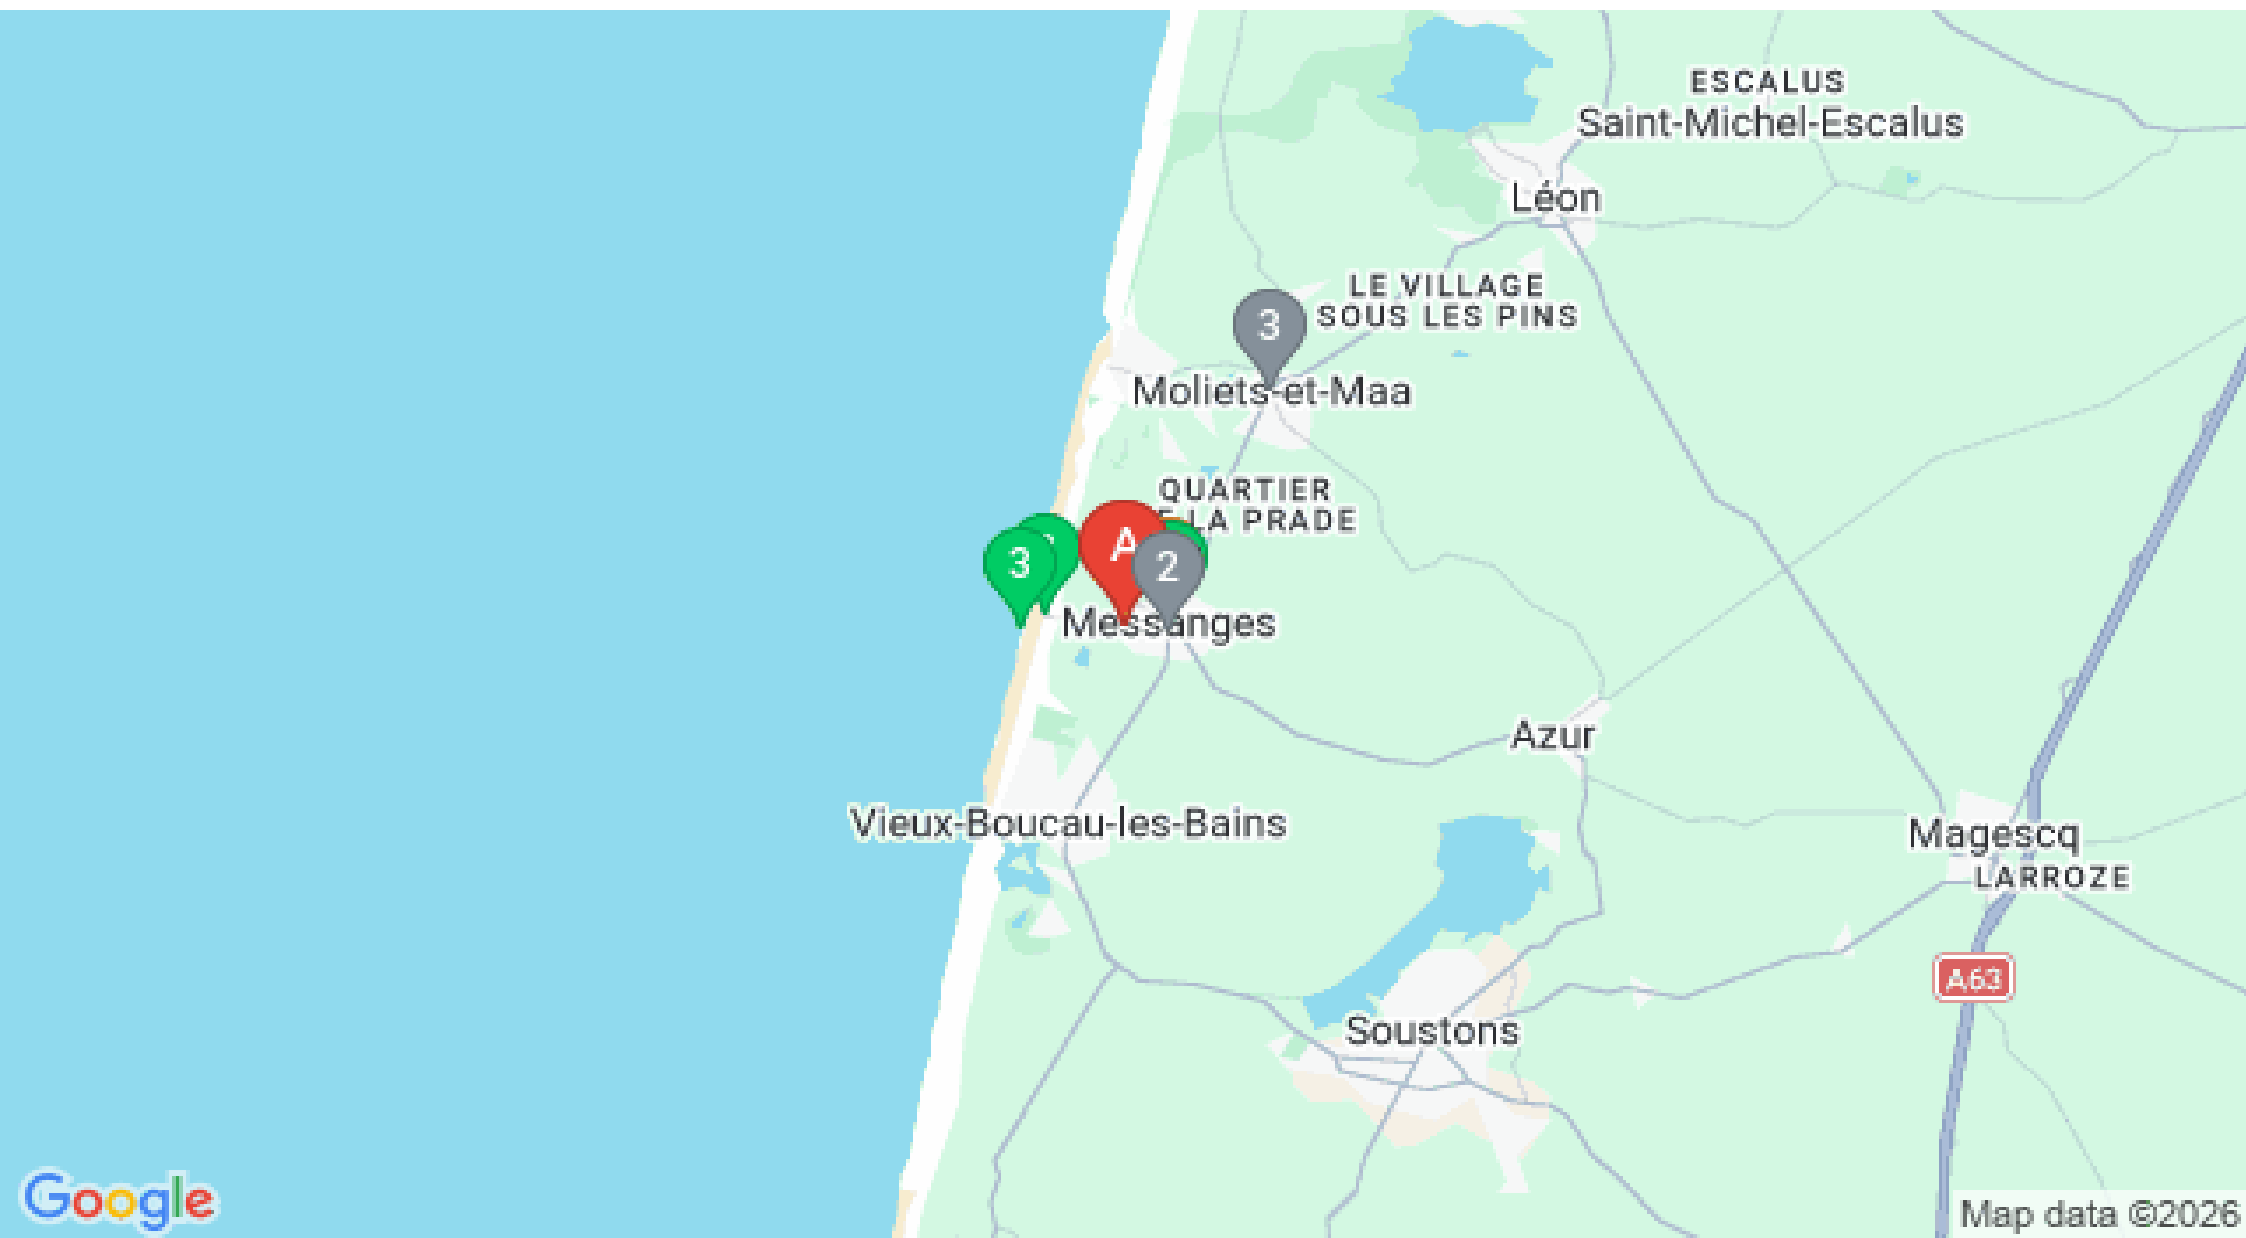 ESCALUS
Saint-Michel-Escalus
Léon
LE VILLAGE
SOUS LES PINS
3
Moliets-et-Maa
QUARTIER
LA PRADE
A
3
2
Messanges
Azur
Vieux-Boucau-les-Bains
Magescq
LARROZE
A63
Soustons
Google
Map data ©2026